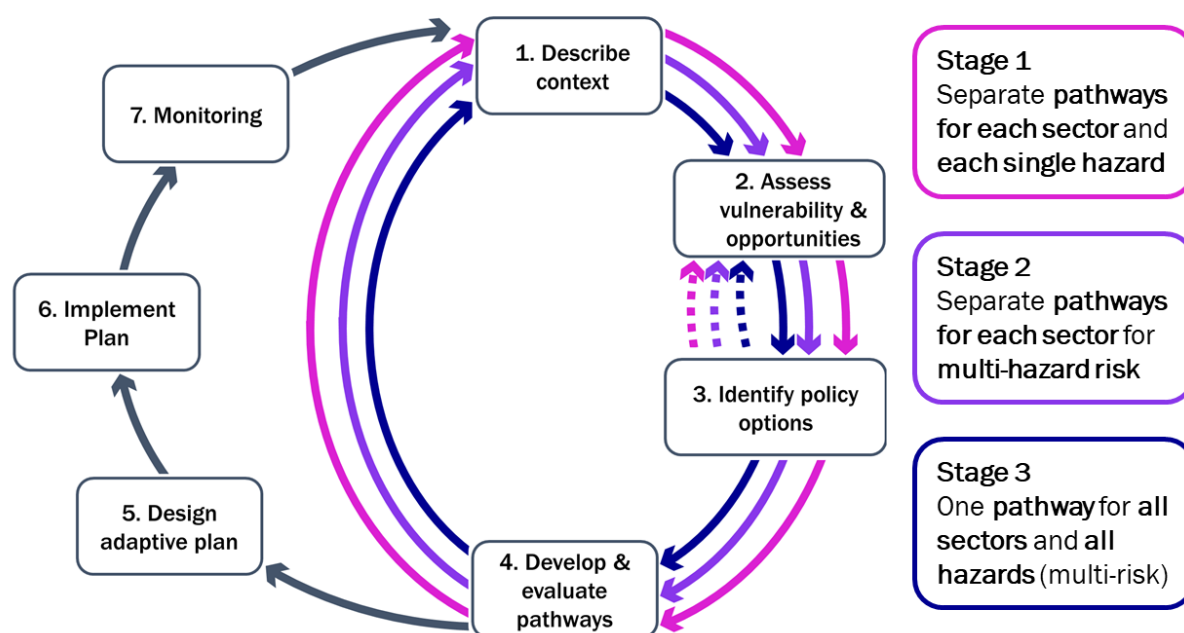 1. Describe
context
2. Assess
vulnerability &
opportunities
3. Identify policy
options
4. Develop &
evaluate
pathways
5. Design
adaptive plan
6. Implement
Plan
7. Monitoring
Stage 1
Separate pathways
for each sector and
each single hazard
Stage 2
Separate pathways
for each sector for
multi-hazard risk
Stage 3
One pathway for all
sectors and all
hazards (multi-risk)